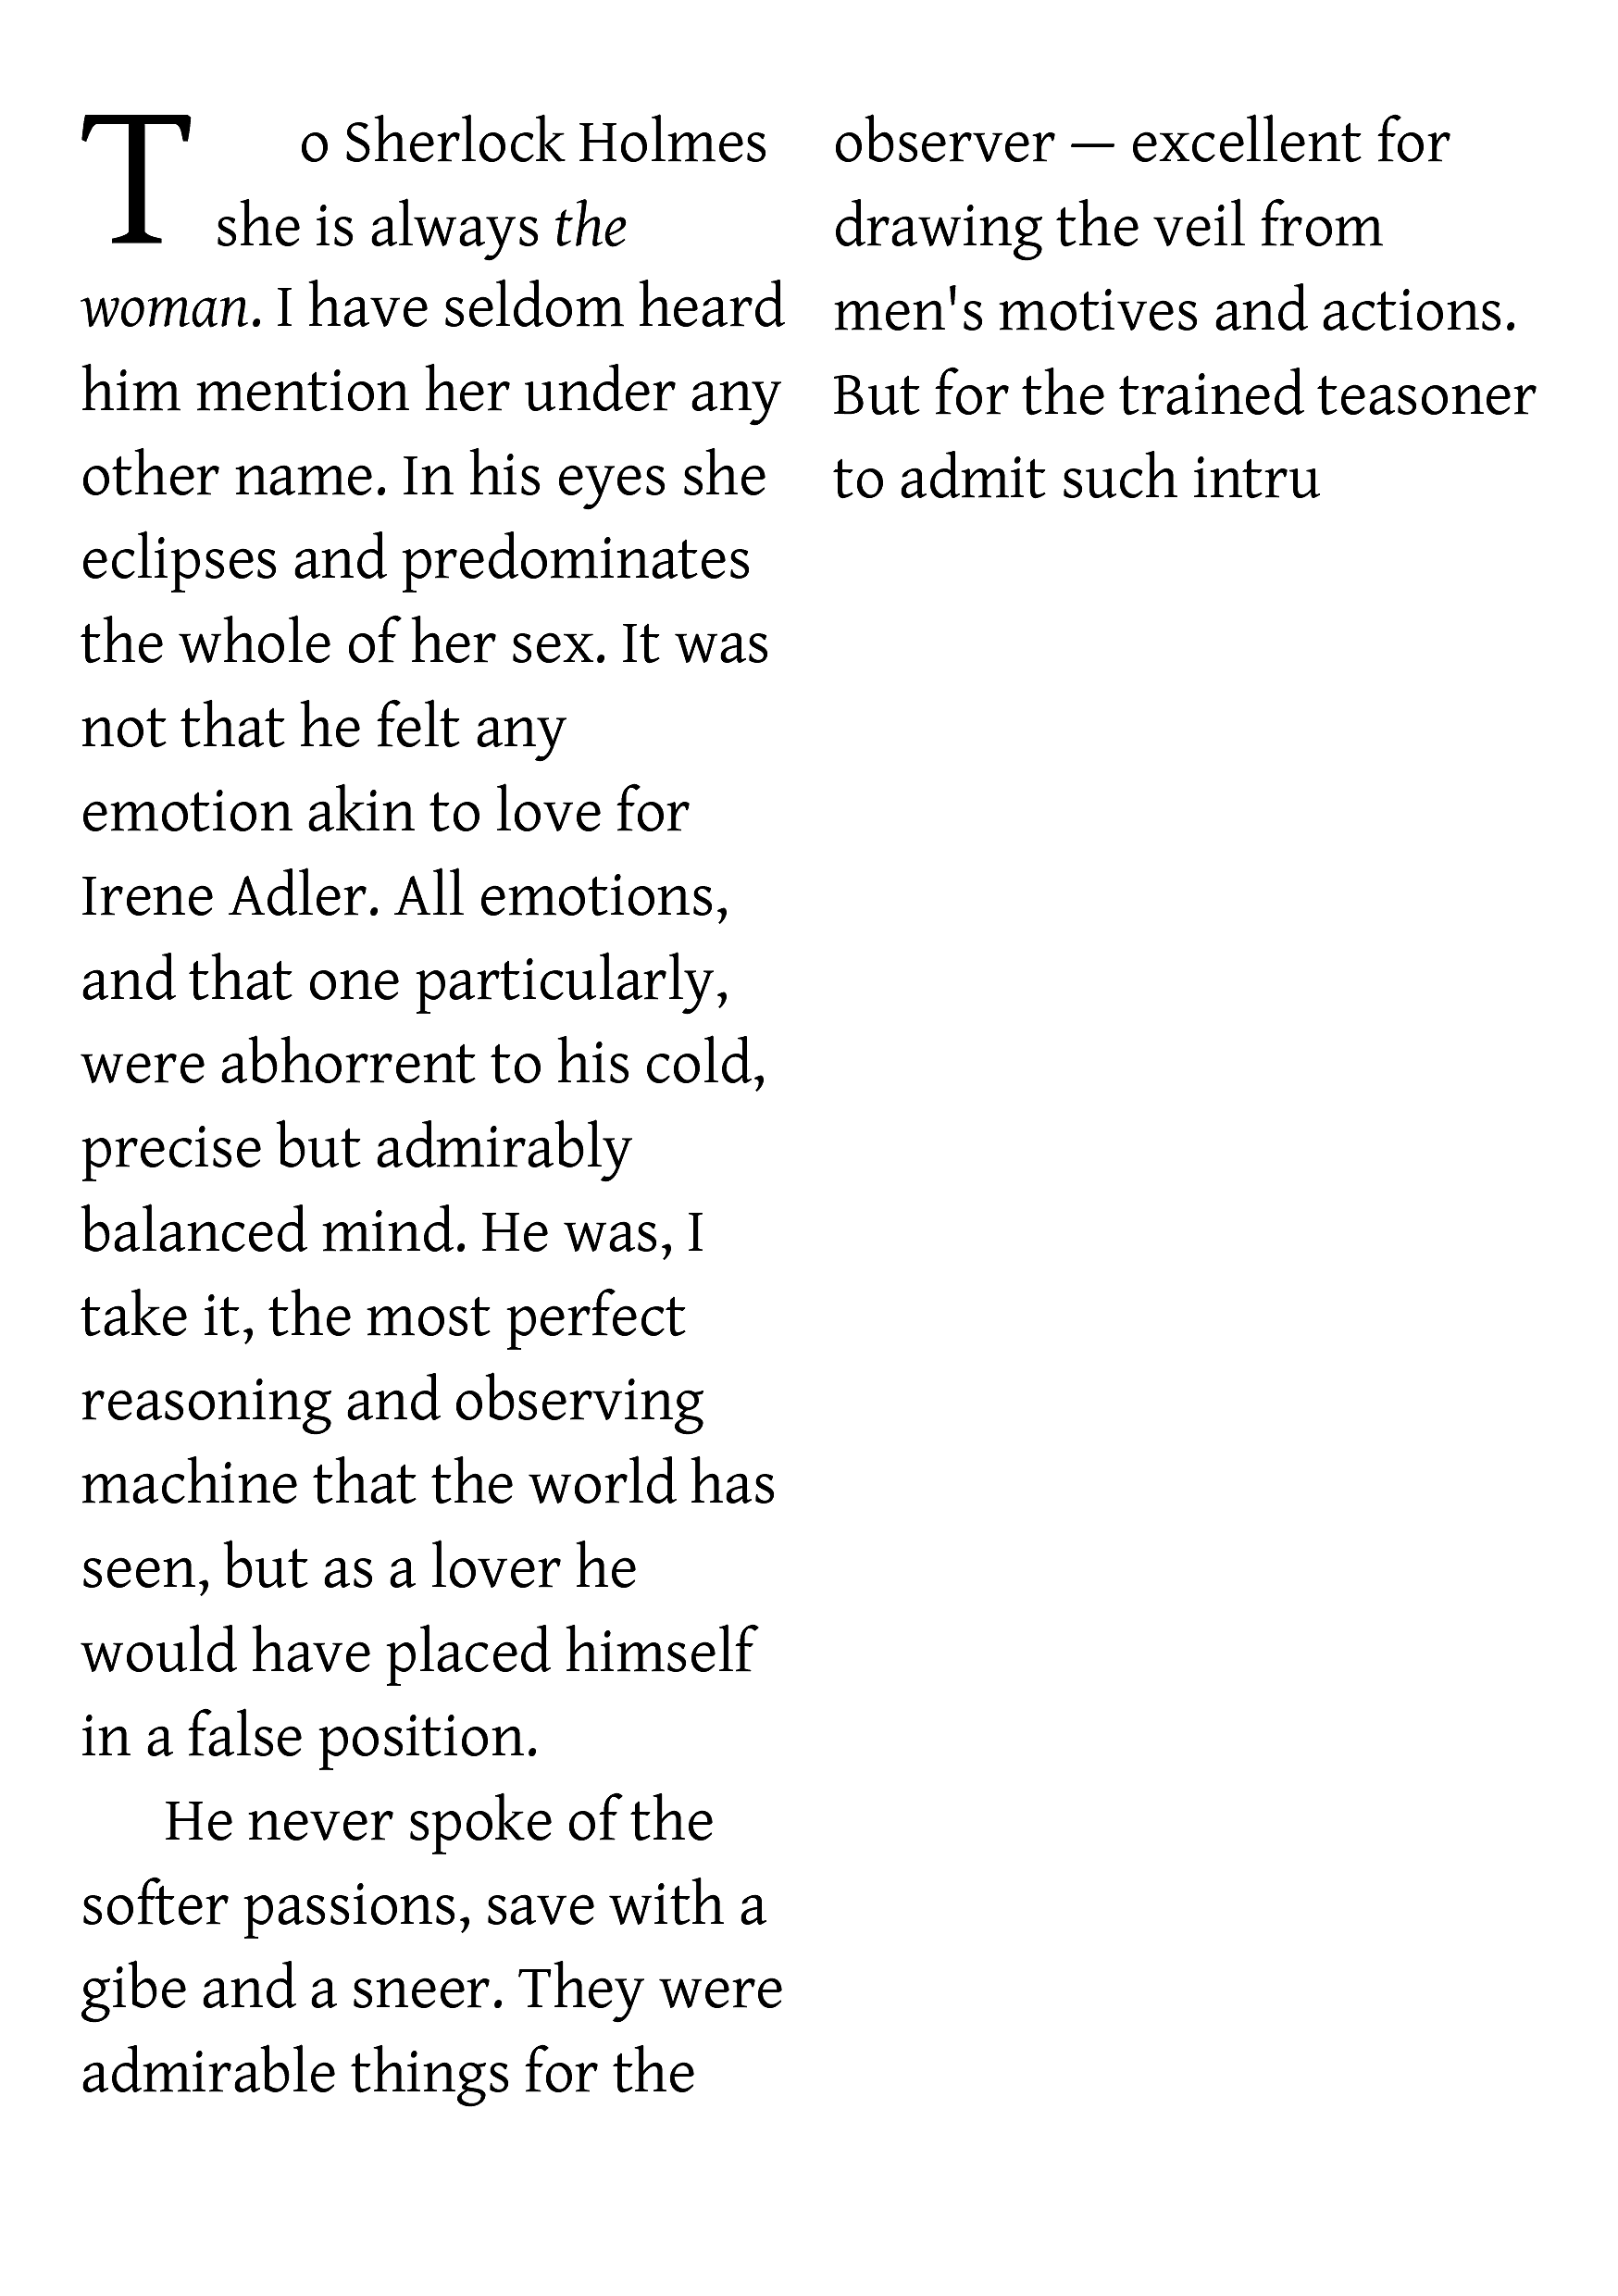 To Sherlock Holmes
she is always the
woman. I have seldom heard
him mention her under any
other name. In his eyes she
eclipses and predominates
the whole of her sex. It was
not that he felt any
emotion akin to love for
Irene Adler. All emotions,
and that one particularly,
were abhorrent to his cold,
precise but admirably
balanced mind. He was, I
take it, the most perfect
reasoning and observing
machine that the world has
seen, but as a lover he
would have placed himself
in a false position.
He never spoke of the
softer passions, save with a
gibe and a sneer. They were
admirable things for the
observer — excellent for
drawing the veil from
men's motives and actions.
But for the trained teasoner
to admit such intru